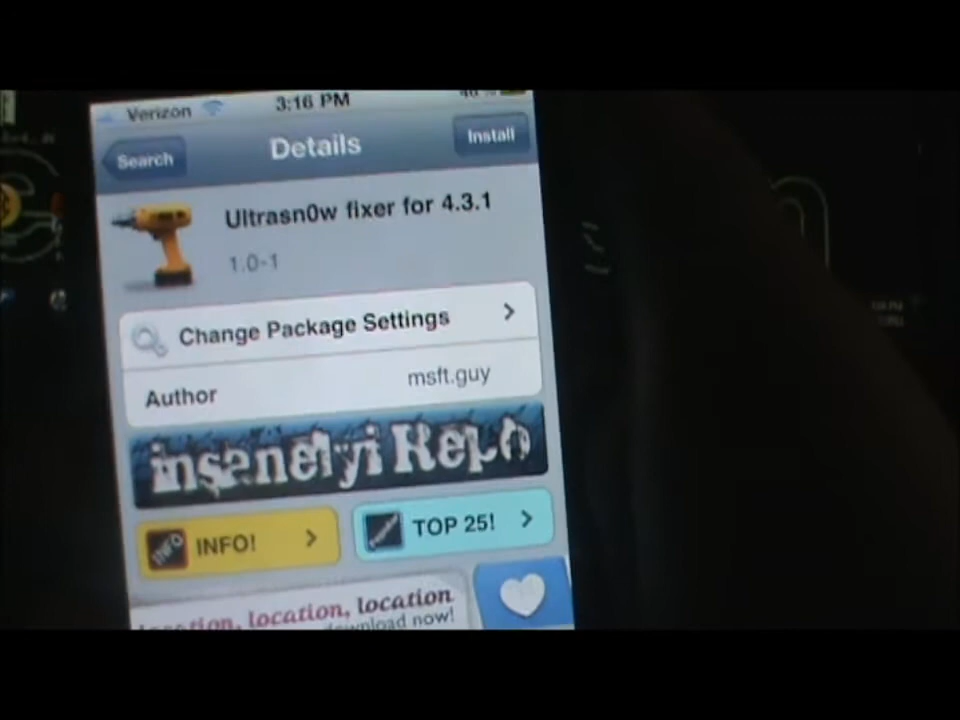 Verizon 3:16 PM
Search Details Install
Ultrasn0w fixer for 4.3.1
1.0-1
Change Package Settings
Author msft.guy
insanelyi Repo
INFO! TOP 25!
location, location, location
download now!